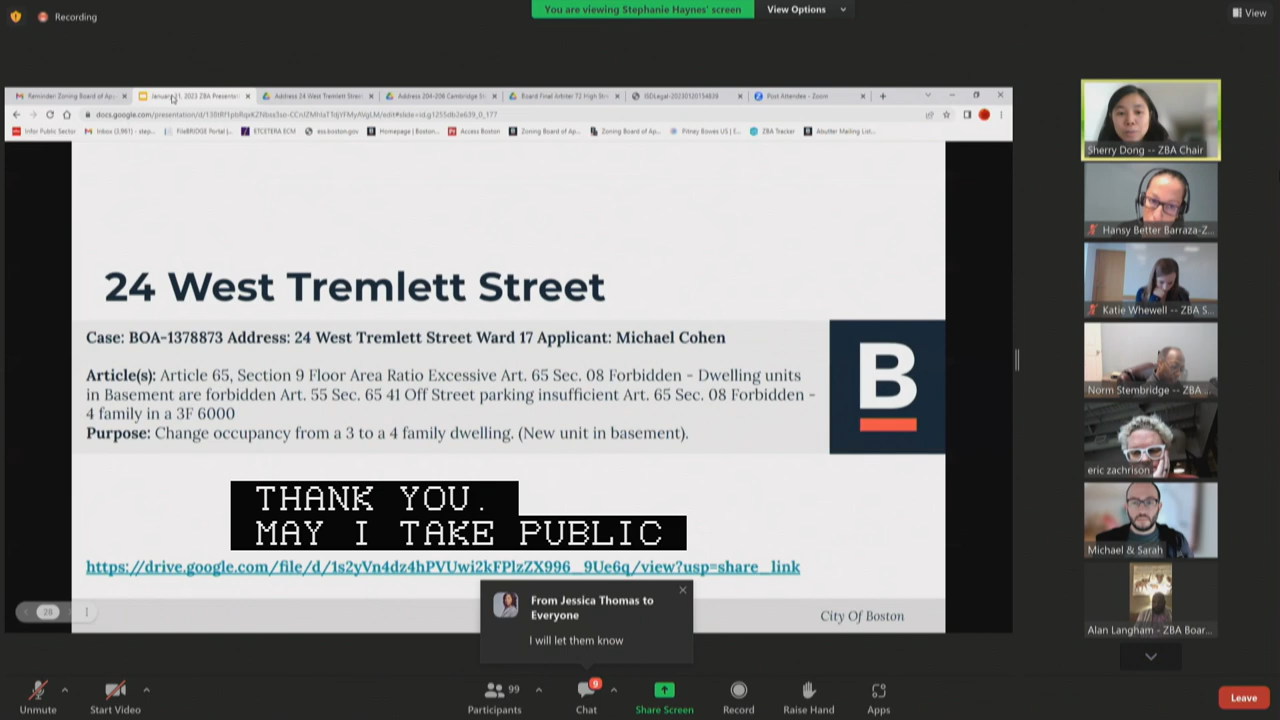 Recording
You are viewing Stephanie Haynes' screen
View Options
View
24 West Tremlett Street
Case: BOA-1378873 Address: 24 West Tremlett Street Ward 17 Applicant: Michael Cohen
Article(s): Article 65, Section 9 Floor Area Ratio Excessive Art. 65 Sec. 08 Forbidden - Dwelling units
in Basement are forbidden Art. 55 Sec. 65 41 Off Street parking insufficient Art. 65 Sec. 08 Forbidden -
4 family in a 3F 6000
Purpose: Change occupancy from a 3 to a 4 family dwelling. (New unit in basement).
B
THANK YOU.
MAY I TAKE PUBLIC
https://drive.google.com/file/d/1s2yVn4dz4hPVUwi2kFPlzZX996_9Ue6q/view?usp=share_link
28
City Of Boston
From Jessica Thomas to
Everyone
I will let them know
Sherry Dong -- ZBA Chair
Hansy Better Barraza-Z...
Katie Whewell -- ZBA S...
Norm Stembridge -- ZBA ...
eric zachrison
Michael & Sarah
Alan Langham - ZBA Boar...
Unmute
Start Video
Participants
99
Chat
9
Share Screen
Record
Raise Hand
Apps
Leave